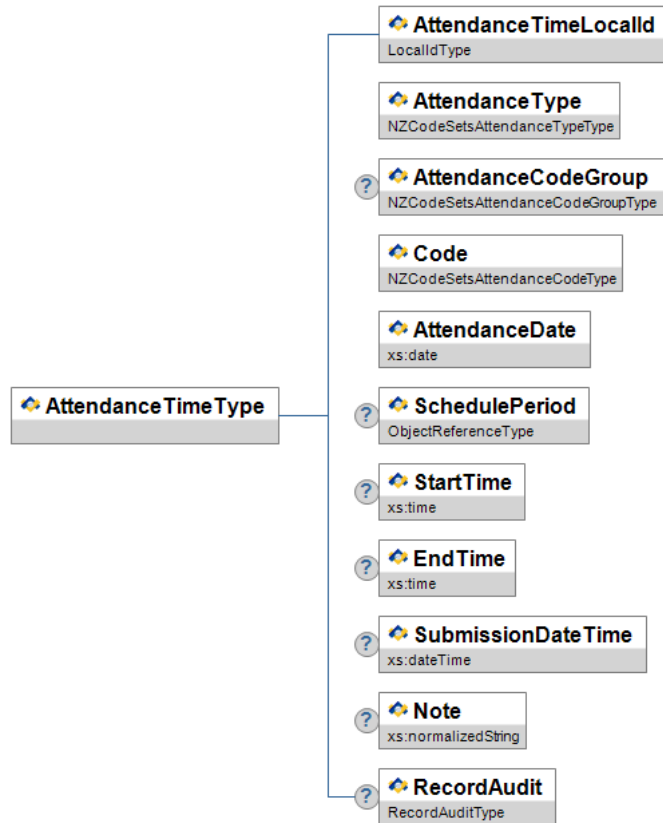 AttendanceTimeLocalId
LocalIdType
AttendanceType
NZCodeSetsAttendanceTypeType
? AttendanceCodeGroup
NZCodeSetsAttendanceCodeGroupType
Code
NZCodeSetsAttendanceCodeType
AttendanceDate
xs:date
AttendanceTimeType
? SchedulePeriod
ObjectReferenceType
? StartTime
xs:time
? EndTime
xs:time
? SubmissionDateTime
xs:dateTime
? Note
xs:normalizedString
? RecordAudit
RecordAuditType